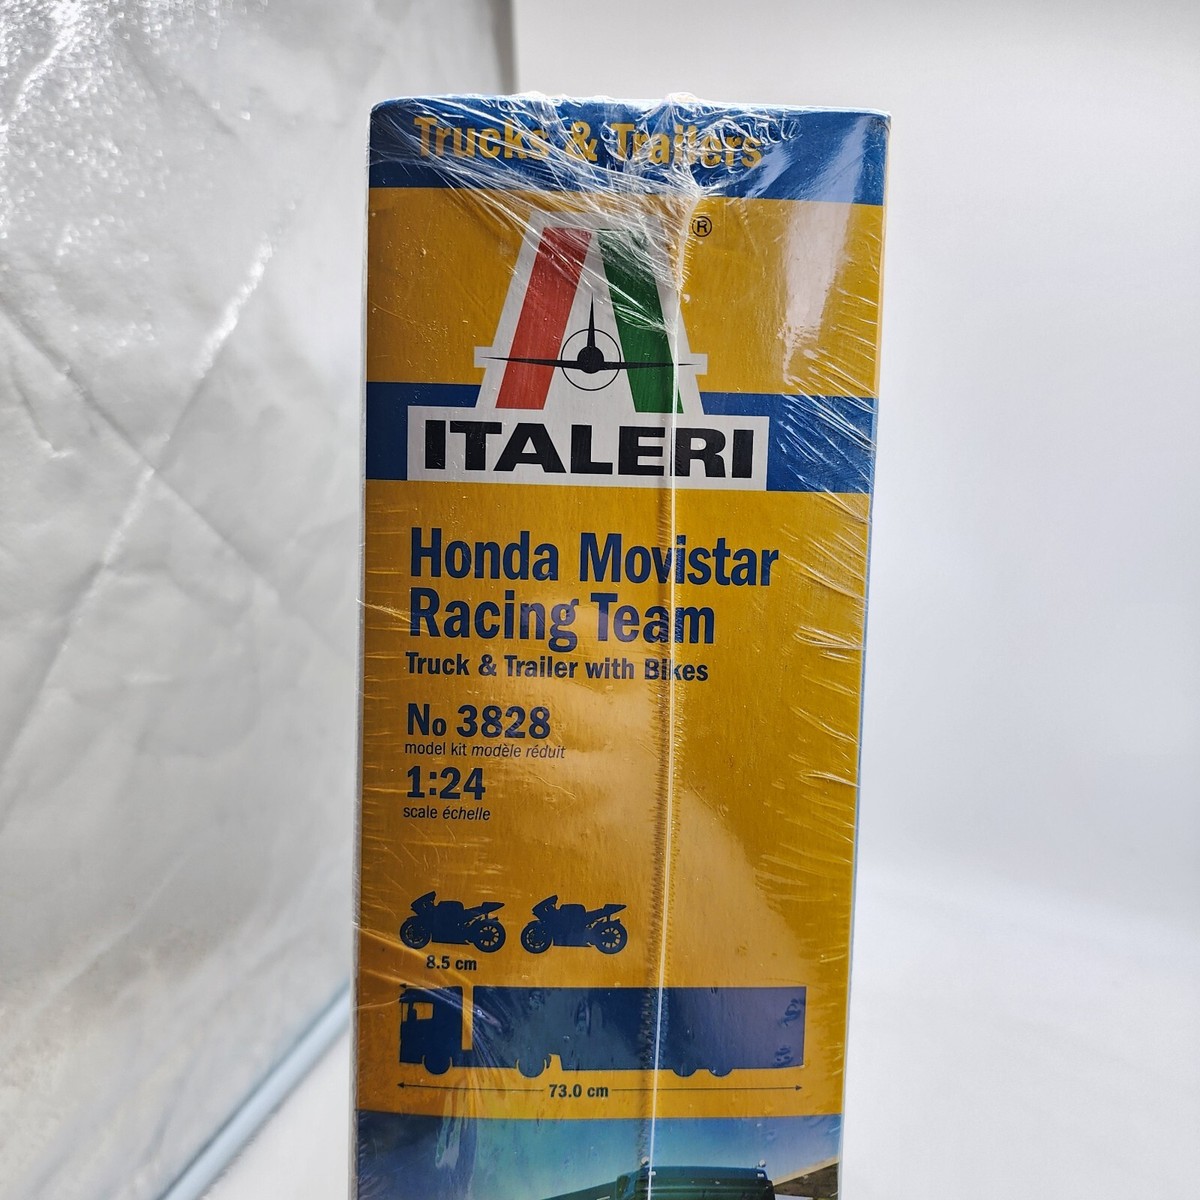 Trucks & Trailers
®
ITALERI
Honda Movistar
Racing Team
Truck & Trailer with Bikes
No 3828
model kit modèle réduit
1:24
scale échelle
8.5 cm
73.0 cm